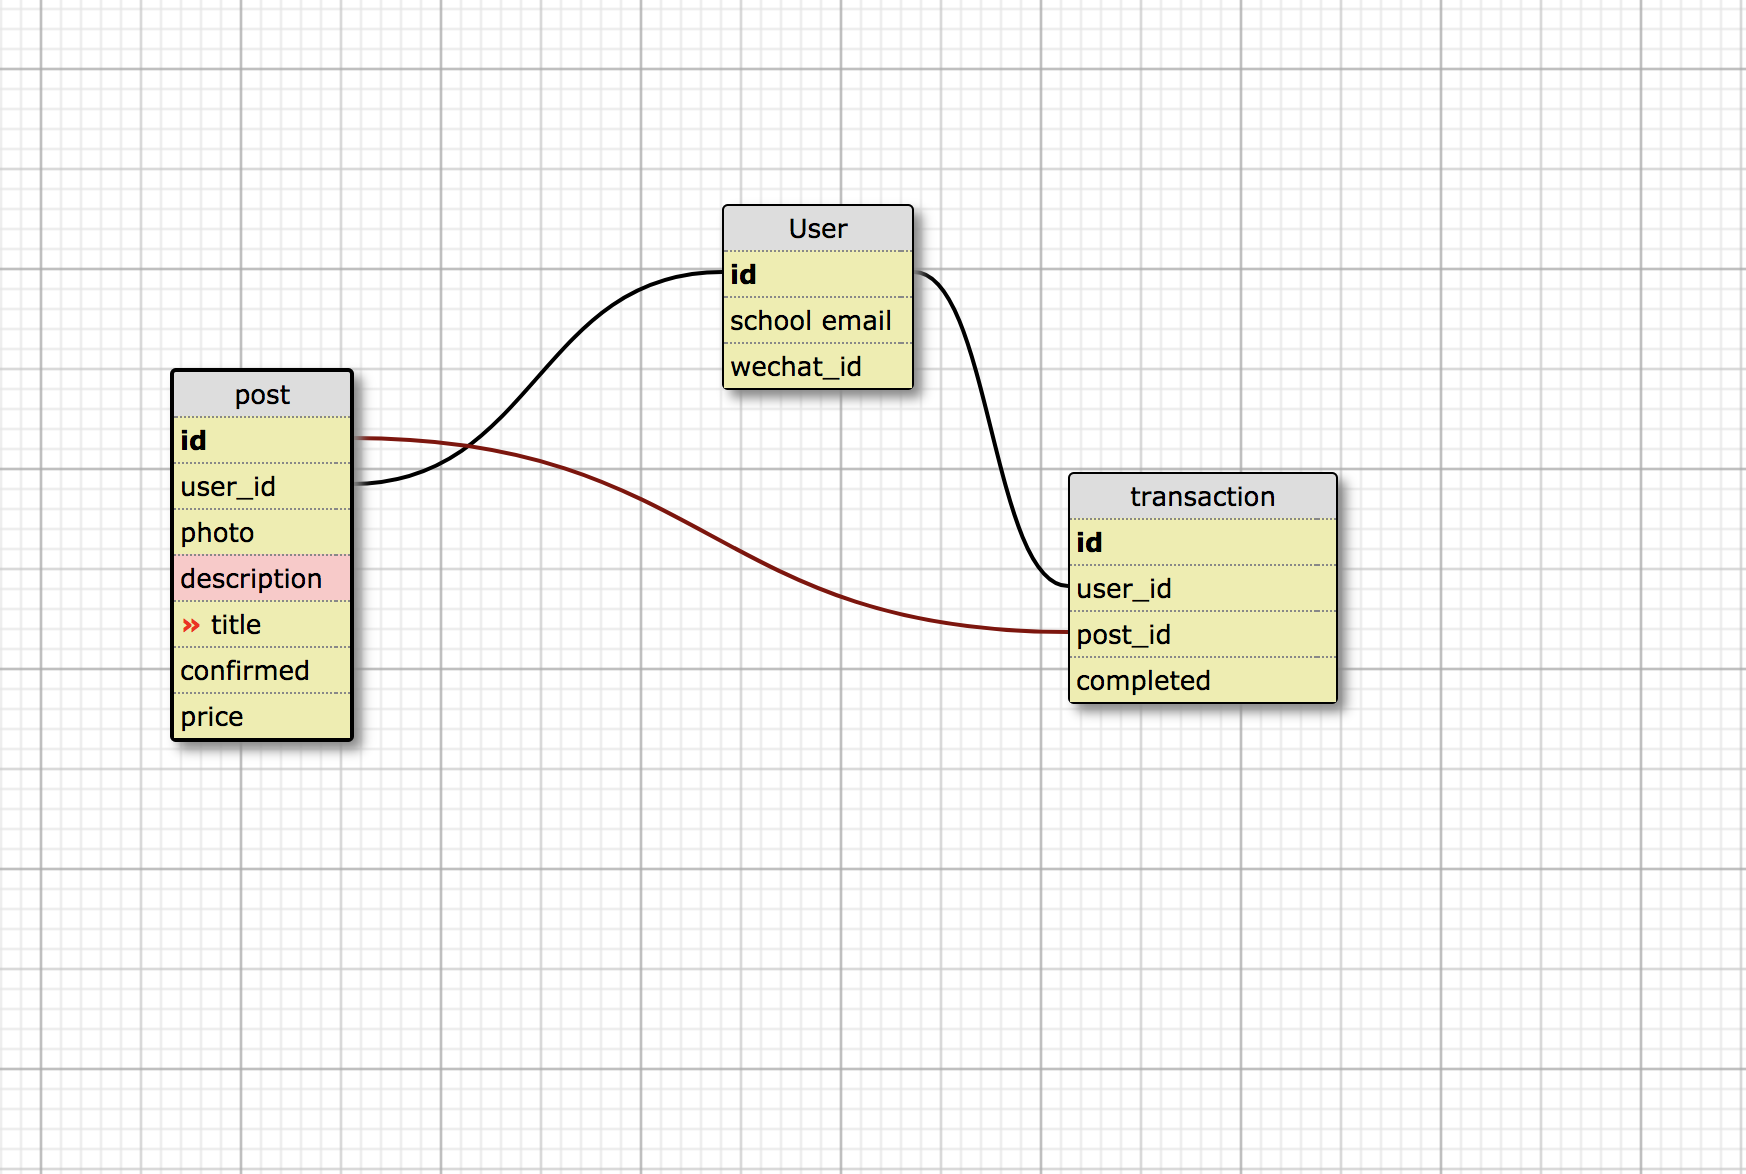 User
id
school email
wechat_id
post
id
user_id
photo
description
» title
confirmed
price
transaction
id
user_id
post_id
completed